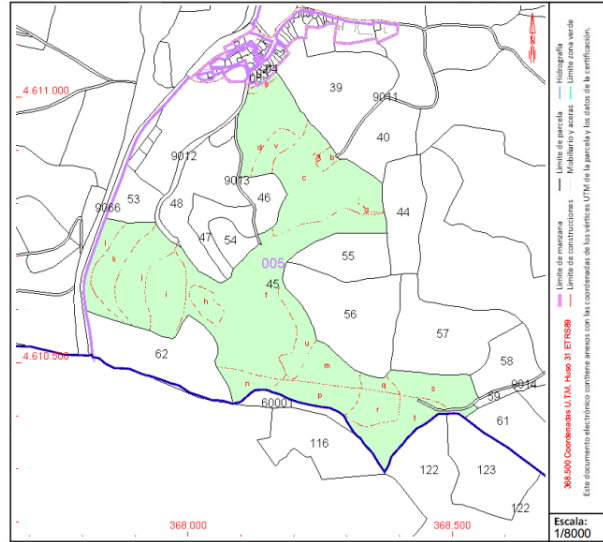 39
9011
4.611.000
40
9012
9013
46
9066
53
48
44
47
54
005
55
45
56
57
4.610.500
62
58
9014
39
60001
61
116
122
123
122
368.000
368.500
a
d
v
g
b
c
g
l
k
j
i
h
f
u
m
n
p
q
r
s
t
Límite de manzana
Límite de parcela
Hidrografía
Límite de construcciones
Mobiliario y aceras
Límite zona verde
368.500 Coordenadas U.T.M. Huso 31 ETRS89
Este documento electrónico contiene anexos con las coordenadas de los vértices UTM de la parcela y los datos de la certificación.
Escala:
1/8000